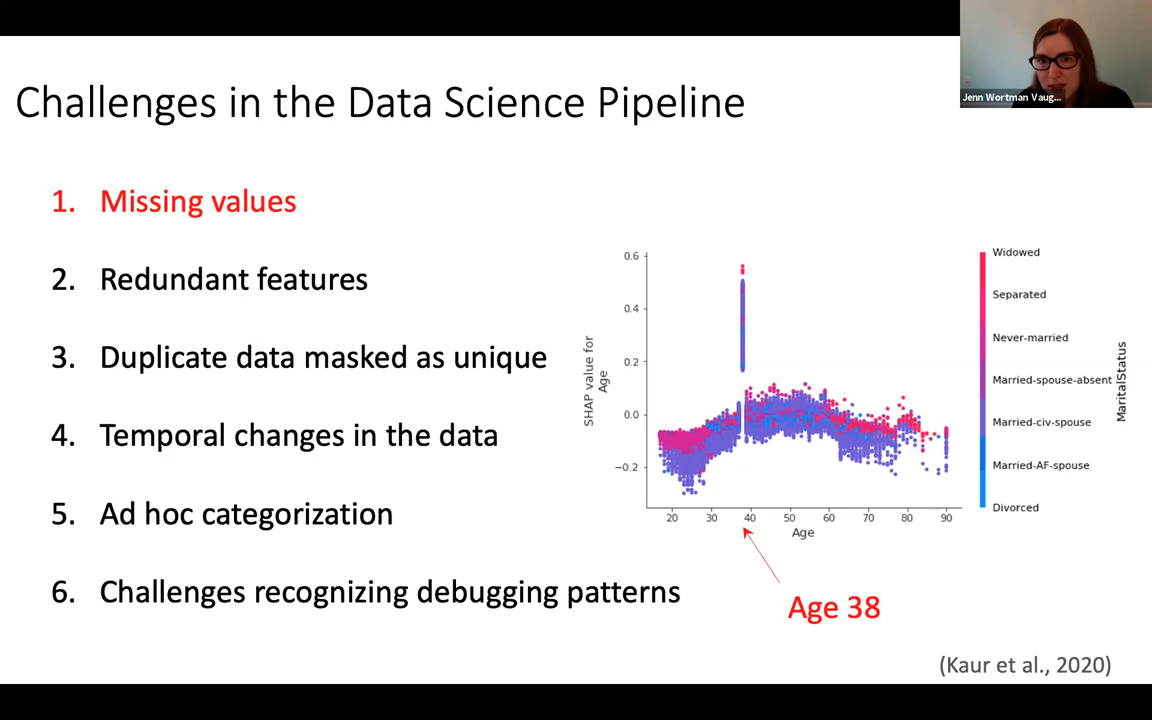 Jenn Wortman Vaug...
Challenges in the Data Science Pipeline
1. Missing values
2. Redundant features
3. Duplicate data masked as unique
4. Temporal changes in the data
5. Ad hoc categorization
6. Challenges recognizing debugging patterns
0.6
0.4
0.2
0.0
−0.2
SHAP value for
Age
20 30 40 50 60 70 80 90
Age
Widowed
Separated
Never-married
Married-spouse-absent
Married-civ-spouse
Married-AF-spouse
Divorced
MaritalStatus
Age 38
(Kaur et al., 2020)